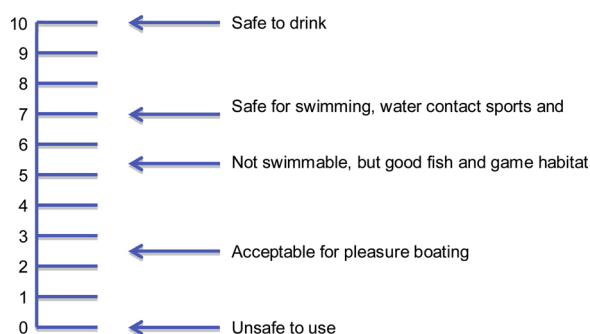 10 Safe to drink
9
8
7 Safe for swimming, water contact sports and
6
Not swimmable, but good fish and game habitat
5
4
3
Acceptable for pleasure boating
2
1
0 Unsafe to use